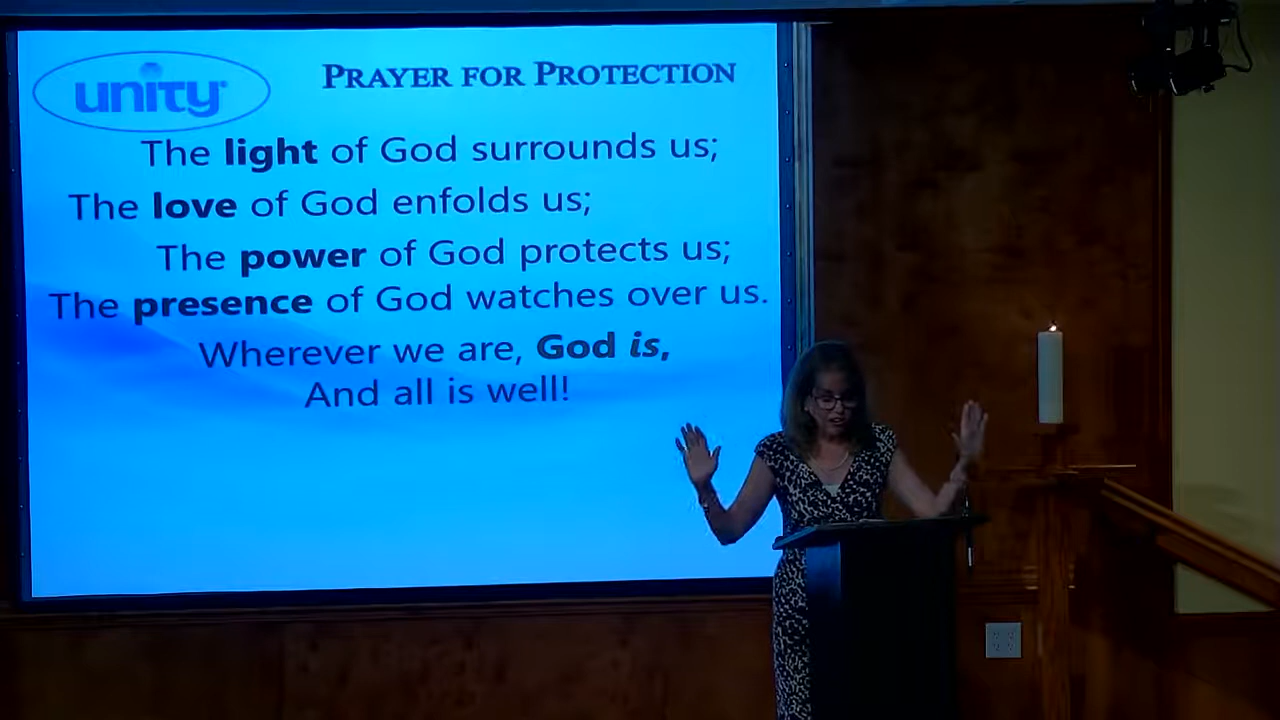 unity®
PRAYER FOR PROTECTION
The light of God surrounds us;
The love of God enfolds us;
The power of God protects us;
The presence of God watches over us.
Wherever we are, God is,
And all is well!